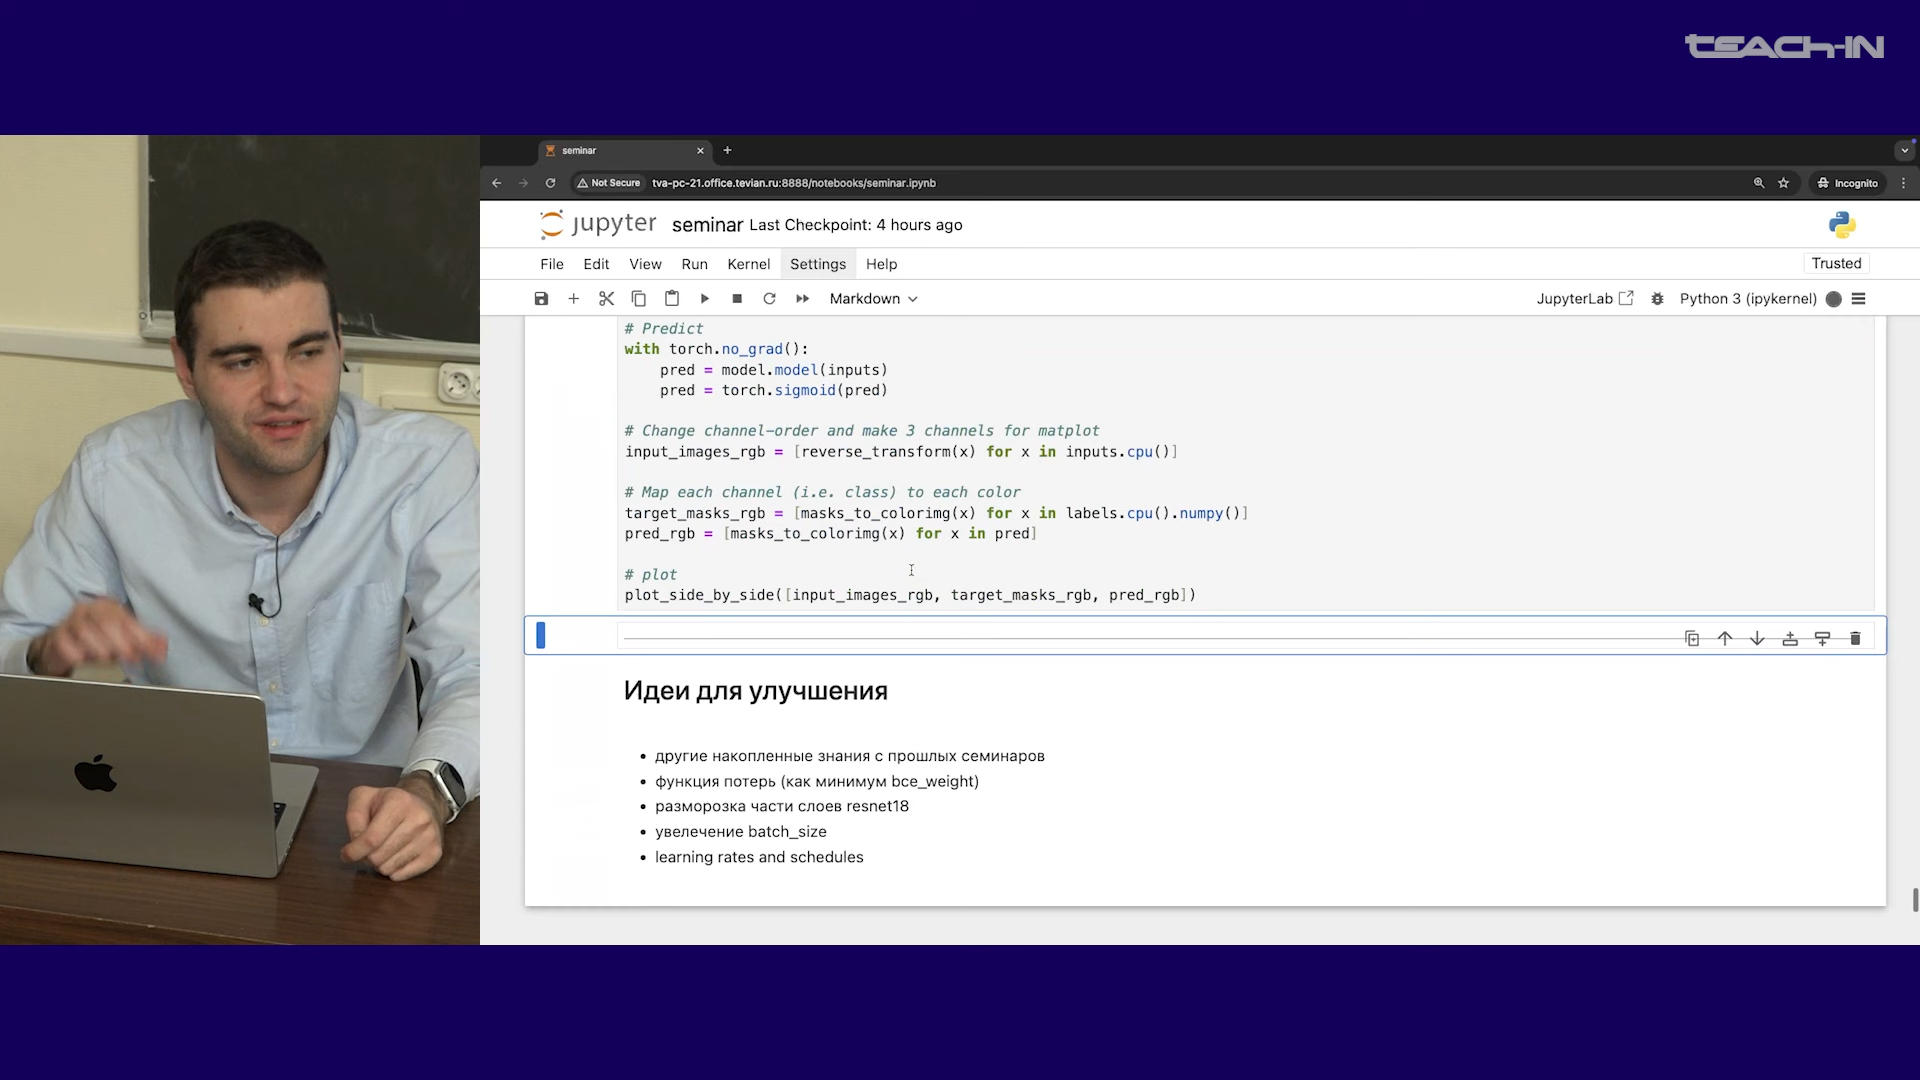 teach-in
seminar
Not Secure tva-pc-21.office.tevian.ru:8888/notebooks/seminar.ipynb Incognito
jupyter seminar Last Checkpoint: 4 hours ago
File Edit View Run Kernel Settings Help Trusted
Markdown JupyterLab Python 3 (ipykernel)
# Predict
with torch.no_grad():
pred = model.model(inputs)
pred = torch.sigmoid(pred)
# Change channel-order and make 3 channels for matplot
input_images_rgb = [reverse_transform(x) for x in inputs.cpu()]
# Map each channel (i.e. class) to each color
target_masks_rgb = [masks_to_colorimg(x) for x in labels.cpu().numpy()]
pred_rgb = [masks_to_colorimg(x) for x in pred]
# plot
plot_side_by_side([input_images_rgb, target_masks_rgb, pred_rgb])
Идеи для улучшения
• другие накопленные знания с прошлых семинаров
• функция потерь (как минимум bce_weight)
• разморозка части слоев resnet18
• увелечение batch_size
• learning rates and schedules